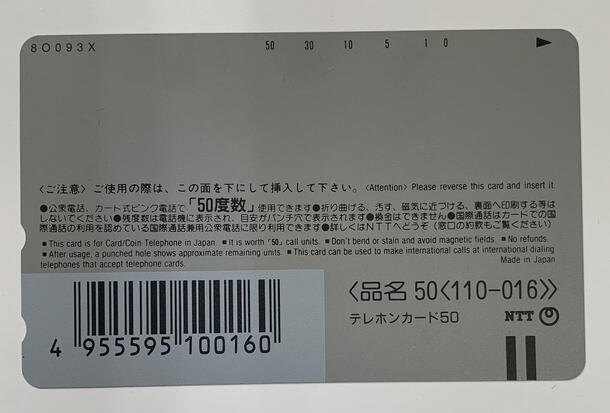 80093X
50 30 10 5 1 0
〈ご注意〉ご使用の際は、この面を下にして挿入して下さい。〈Attention〉Please reverse this card and insert it.
●公衆電話、カード式ピンク電話で「50度数」使用できます●折り曲げる、汚す、磁気に近づける、裏面へ印刷する等は
しないでください●残度数は電話機に表示され、目安がパンチ穴で表示されます●換金はできません●国際通話はカードでの国
際通話の利用を認めている国際通話兼用公衆電話に限り利用できます●詳しくはNTTへどうぞ(窓口の約款もご覧ください)
■This card is for Card/Coin Telephone in Japan. ■It is worth「50」call units. ■Don't bend or stain and avoid magnetic fields. ■No refunds.
■After usage, a punched hole shows approximate remaining units. ■This card can be used to make international calls at international dialing
telephones that accept telephone cards. Made in Japan
〈品名 50〈110-016〉〉
テレホンカード50 NTT
4 955595 100160